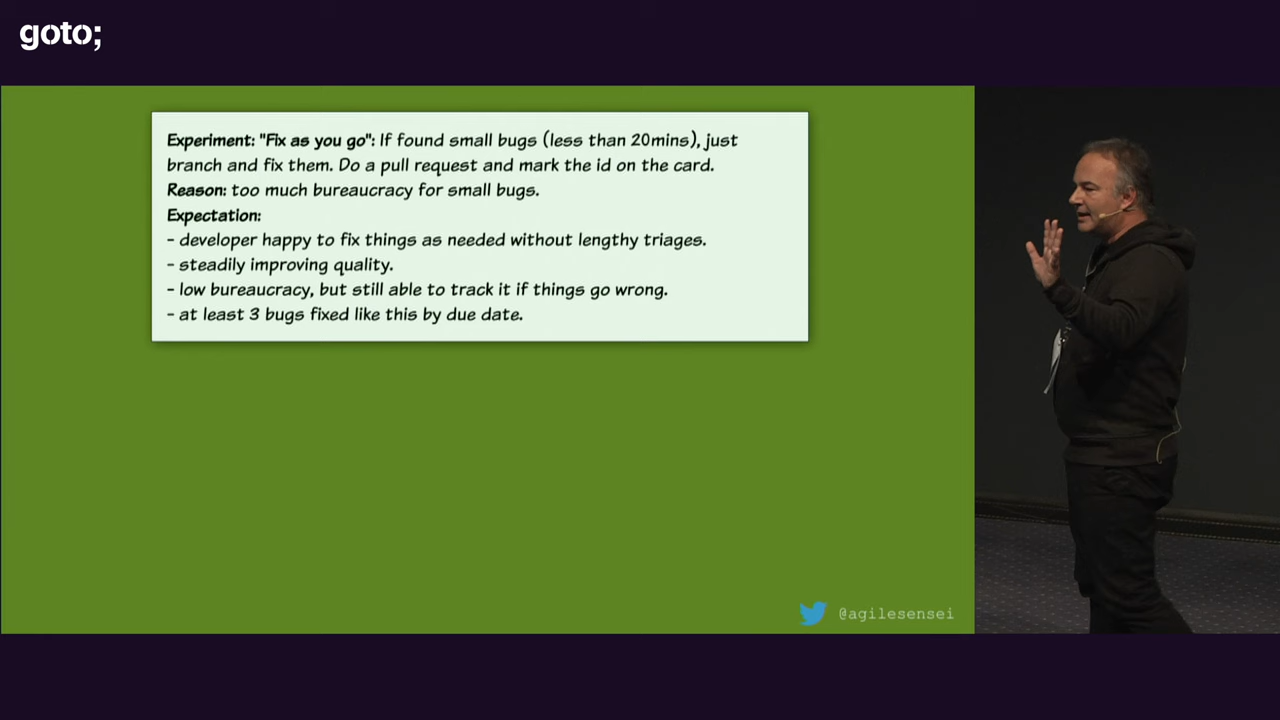 goto;
Experiment: "Fix as you go": If found small bugs (less than 20mins), just
branch and fix them. Do a pull request and mark the id on the card.
Reason: too much bureaucracy for small bugs.
Expectation:
- developer happy to fix things as needed without lengthy triages.
- steadily improving quality.
- low bureaucracy, but still able to track it if things go wrong.
- at least 3 bugs fixed like this by due date.
@agilesensei